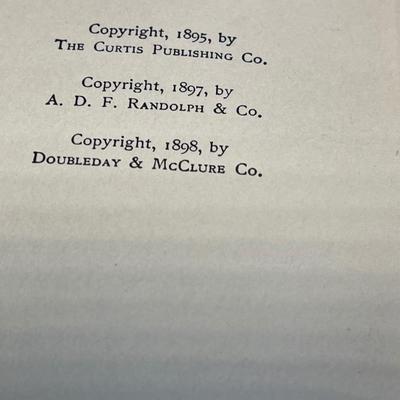 Copyright, 1895, by
The Curtis Publishing Co.
Copyright, 1897, by
A. D. F. Randolph & Co.
Copyright, 1898, by
Doubleday & McClure Co.